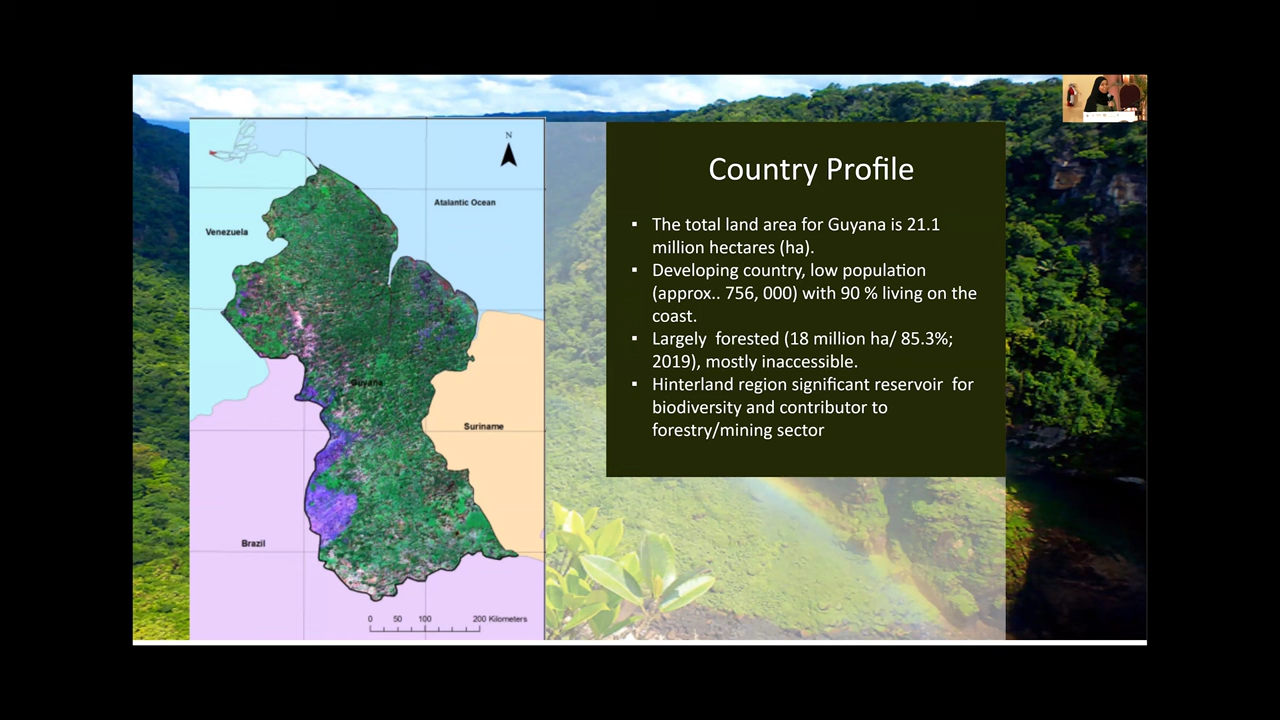 Country Profile
▪ The total land area for Guyana is 21.1
million hectares (ha).
▪ Developing country, low population
(approx.. 756, 000) with 90 % living on the
coast.
▪ Largely forested (18 million ha/ 85.3%;
2019), mostly inaccessible.
▪ Hinterland region significant reservoir for
biodiversity and contributor to
forestry/mining sector
N
Atalantic Ocean
Venezuela
Guyana
Suriname
Brazil
0 50 100 200 Kilometers